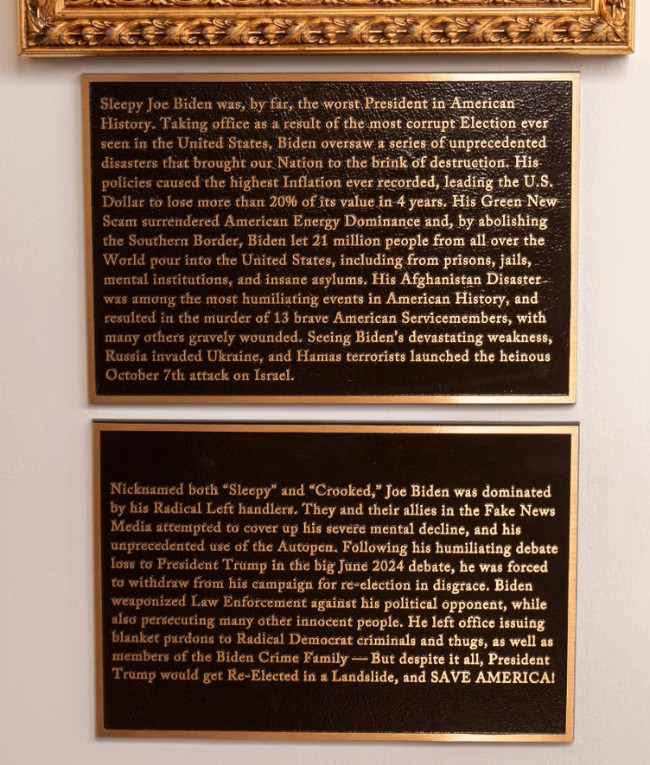 Sleepy Joe Biden was, by far, the worst President in American
History. Taking office as a result of the most corrupt Election ever
seen in the United States, Biden oversaw a series of unprecedented
disasters that brought our Nation to the brink of destruction. His
policies caused the highest Inflation ever recorded, leading the U.S.
Dollar to lose more than 20% of its value in 4 years. His Green New
Scam surrendered American Energy Dominance and, by abolishing
the Southern Border, Biden let 21 million people from all over the
World pour into the United States, including from prisons, jails,
mental institutions, and insane asylums. His Afghanistan Disaster
was among the most humiliating events in American History, and
resulted in the murder of 13 brave American Servicemembers, with
many others gravely wounded. Seeing Biden's devastating weakness,
Russia invaded Ukraine, and Hamas terrorists launched the heinous
October 7th attack on Israel.
Nicknamed both "Sleepy" and "Crooked," Joe Biden was dominated
by his Radical Left handlers. They and their allies in the Fake News
Media attempted to cover up his severe mental decline, and his
unprecedented use of the Autopen. Following his humiliating debate
loss to President Trump in the big June 2024 debate, he was forced
to withdraw from his campaign for re-election in disgrace. Biden
weaponized Law Enforcement against his political opponent, while
also persecuting many other innocent people. He left office issuing
blanket pardons to Radical Democrat criminals and thugs, as well as
members of the Biden Crime Family — But despite it all, President
Trump would get Re-Elected in a Landslide, and SAVE AMERICA!